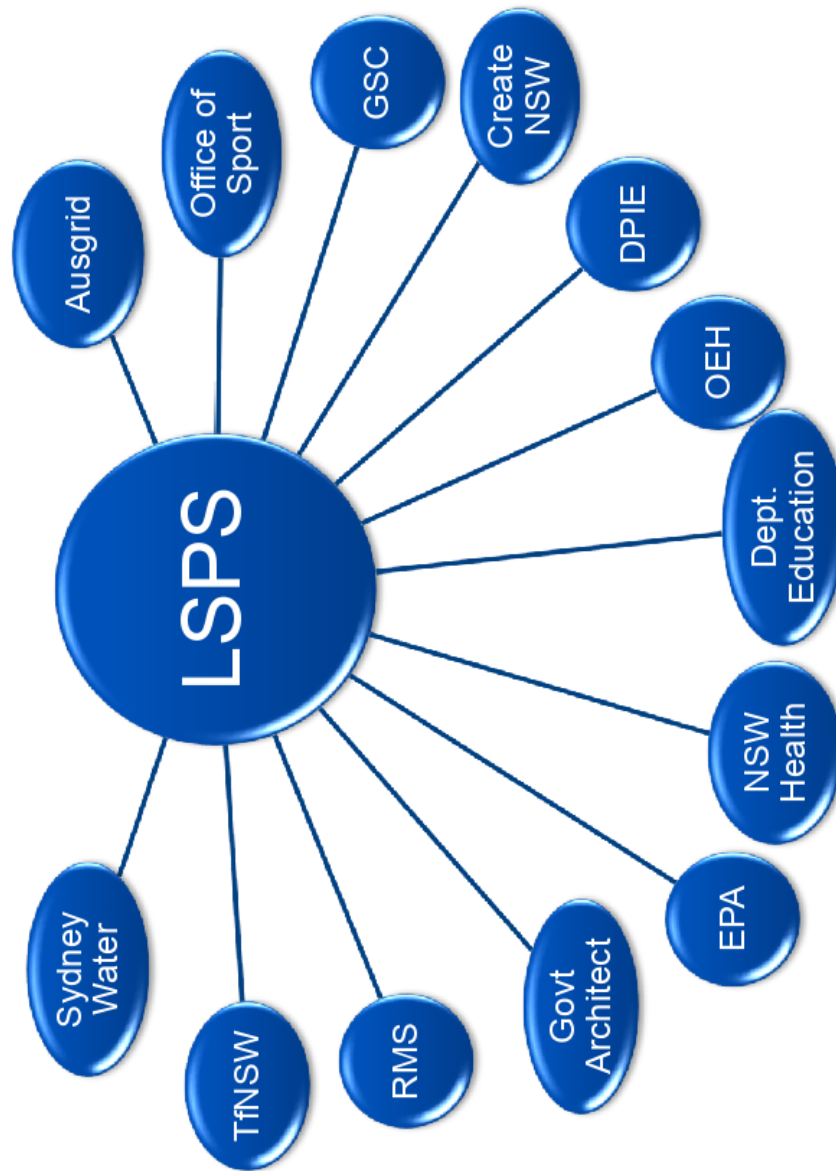 LSPS
Sydney
Water
TfNSW
RMS
Govt
Architect
EPA
NSW
Health
Dept.
Education
OEH
DPIE
Create
NSW
GSC
Office of
Sport
Ausgrid